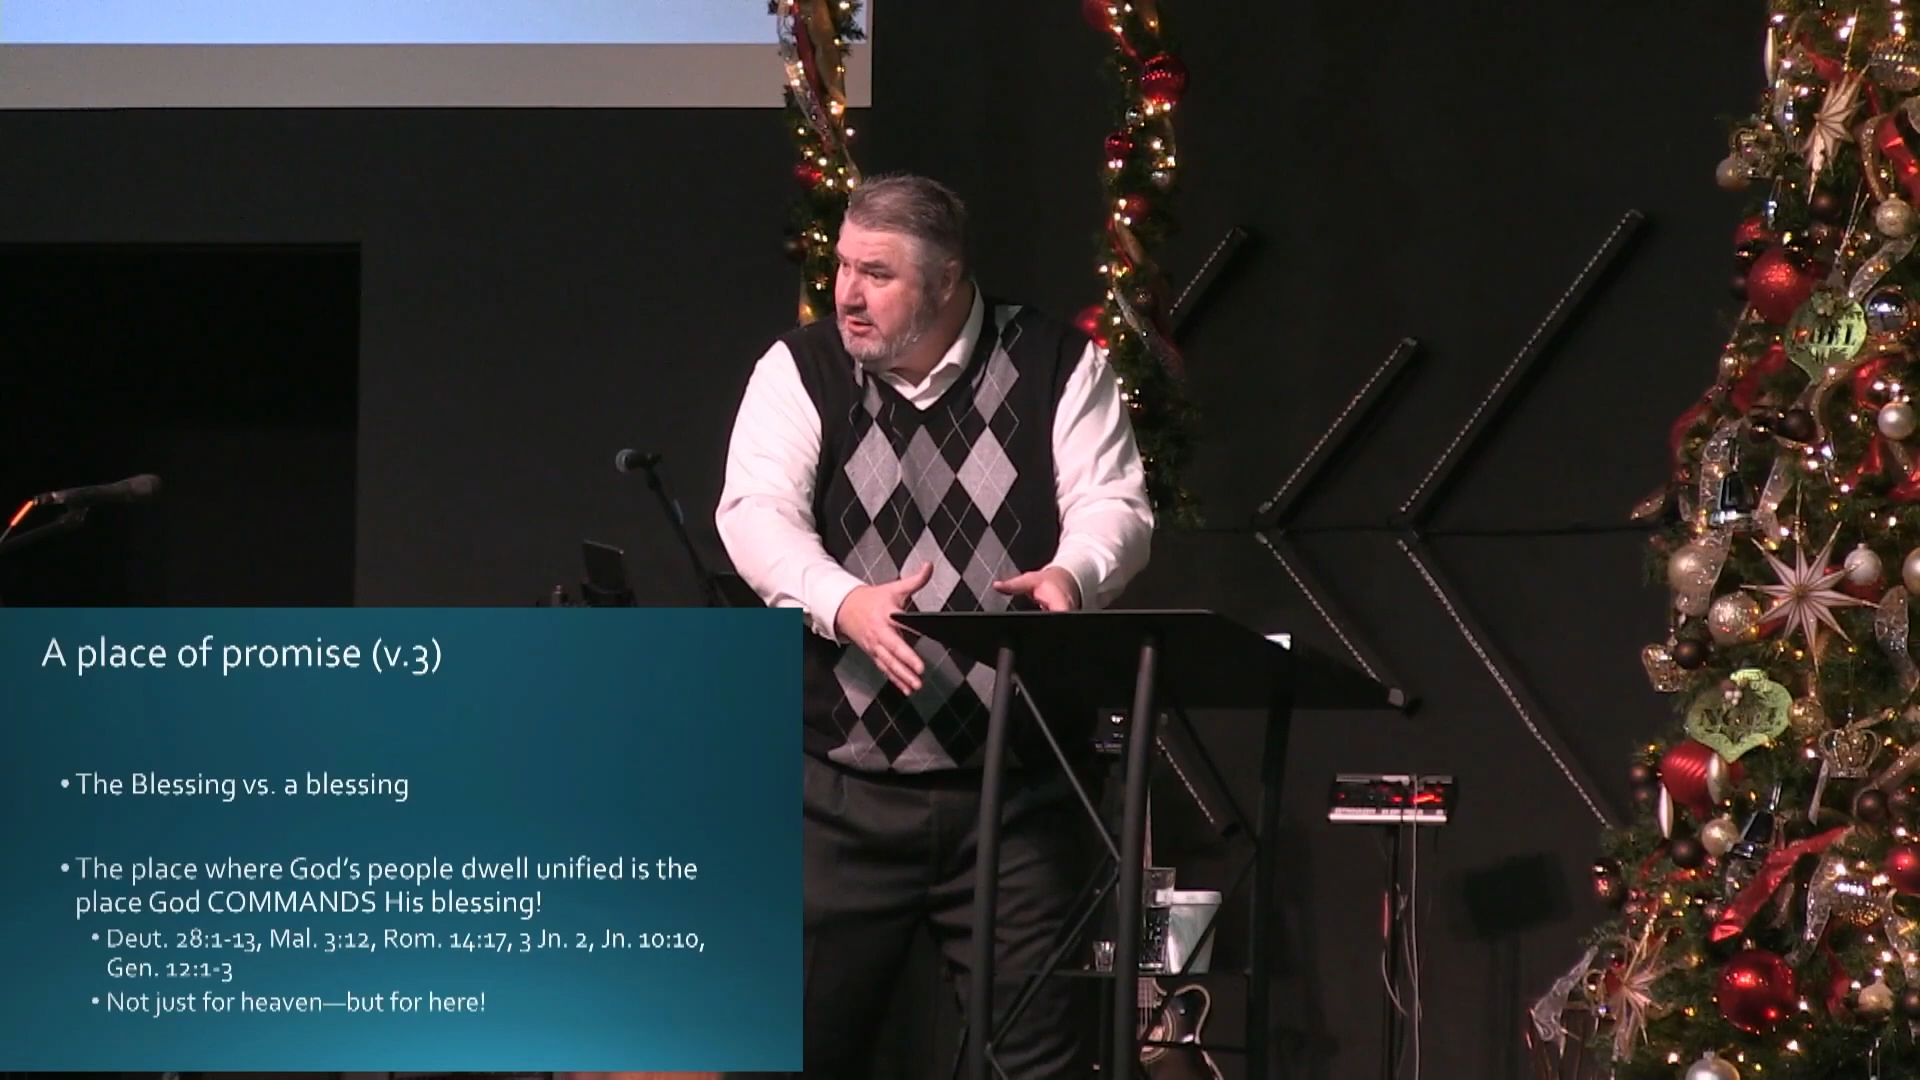 A place of promise (v.3)
• The Blessing vs. a blessing
• The place where God's people dwell unified is the
place God COMMANDS His blessing!
• Deut. 28:1-13, Mal. 3:12, Rom. 14:17, 3 Jn. 2, Jn. 10:10,
Gen. 12:1-3
• Not just for heaven—but for here!
NOEL
NOEL